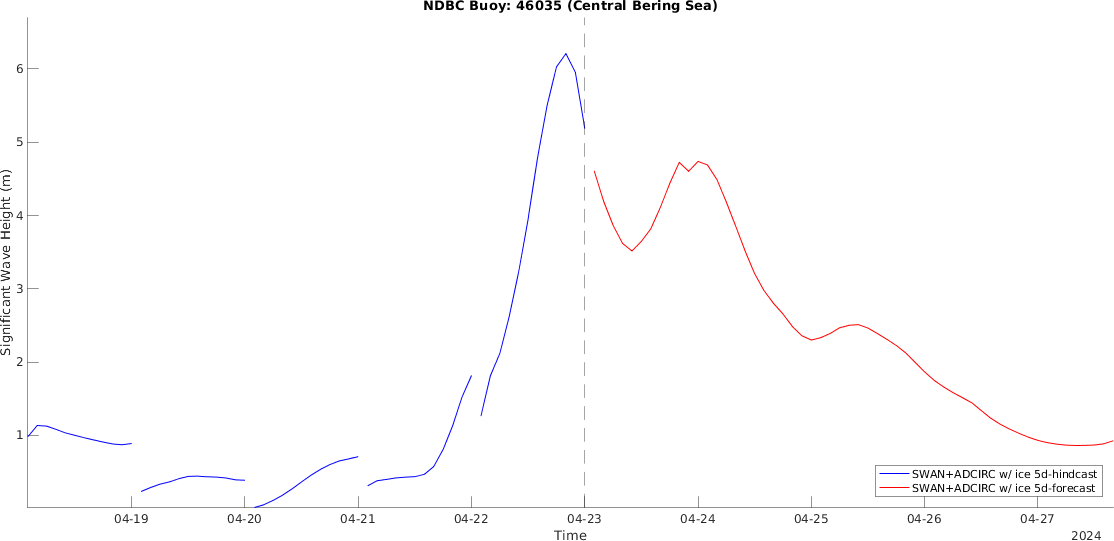 NDBC Buoy: 46035 (Central Bering Sea)
Significant Wave Height (m)
6
5
4
3
2
1
SWAN+ADCIRC w/ ice 5d-hindcast
SWAN+ADCIRC w/ ice 5d-forecast
04-19 04-20 04-21 04-22 04-23 04-24 04-25 04-26 04-27
Time
2024